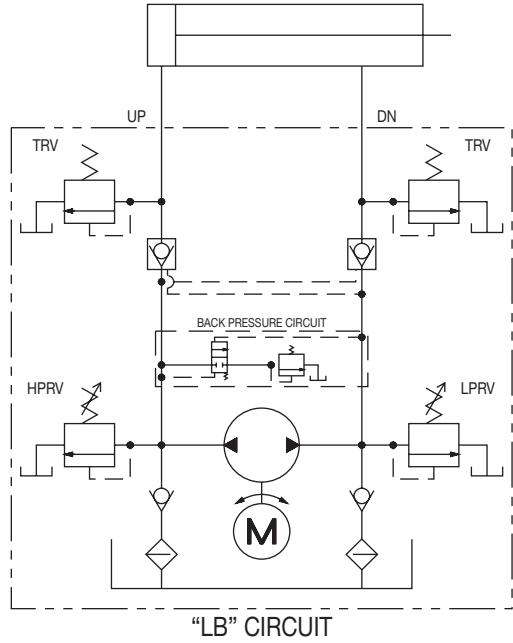 UP
DN
TRV
TRV
BACK PRESSURE CIRCUIT
HPRV
LPRV
M
“LB” CIRCUIT